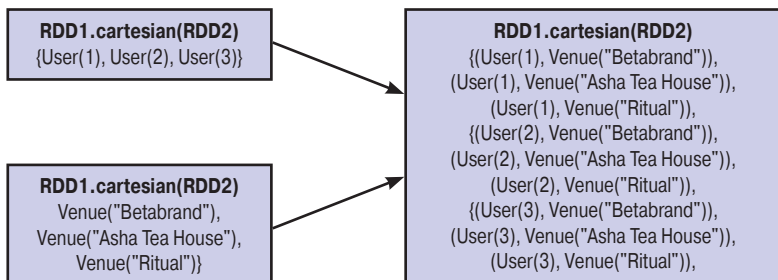 RDD1.cartesian(RDD2)
{User(1), User(2), User(3)}
RDD1.cartesian(RDD2)
Venue("Betabrand"),
Venue("Asha Tea House"),
Venue("Ritual")}
RDD1.cartesian(RDD2)
{(User(1), Venue("Betabrand")),
(User(1), Venue("Asha Tea House")),
(User(1), Venue("Ritual")),
{(User(2), Venue("Betabrand")),
(User(2), Venue("Asha Tea House")),
(User(2), Venue("Ritual")),
{(User(3), Venue("Betabrand")),
(User(3), Venue("Asha Tea House")),
(User(3), Venue("Ritual")),